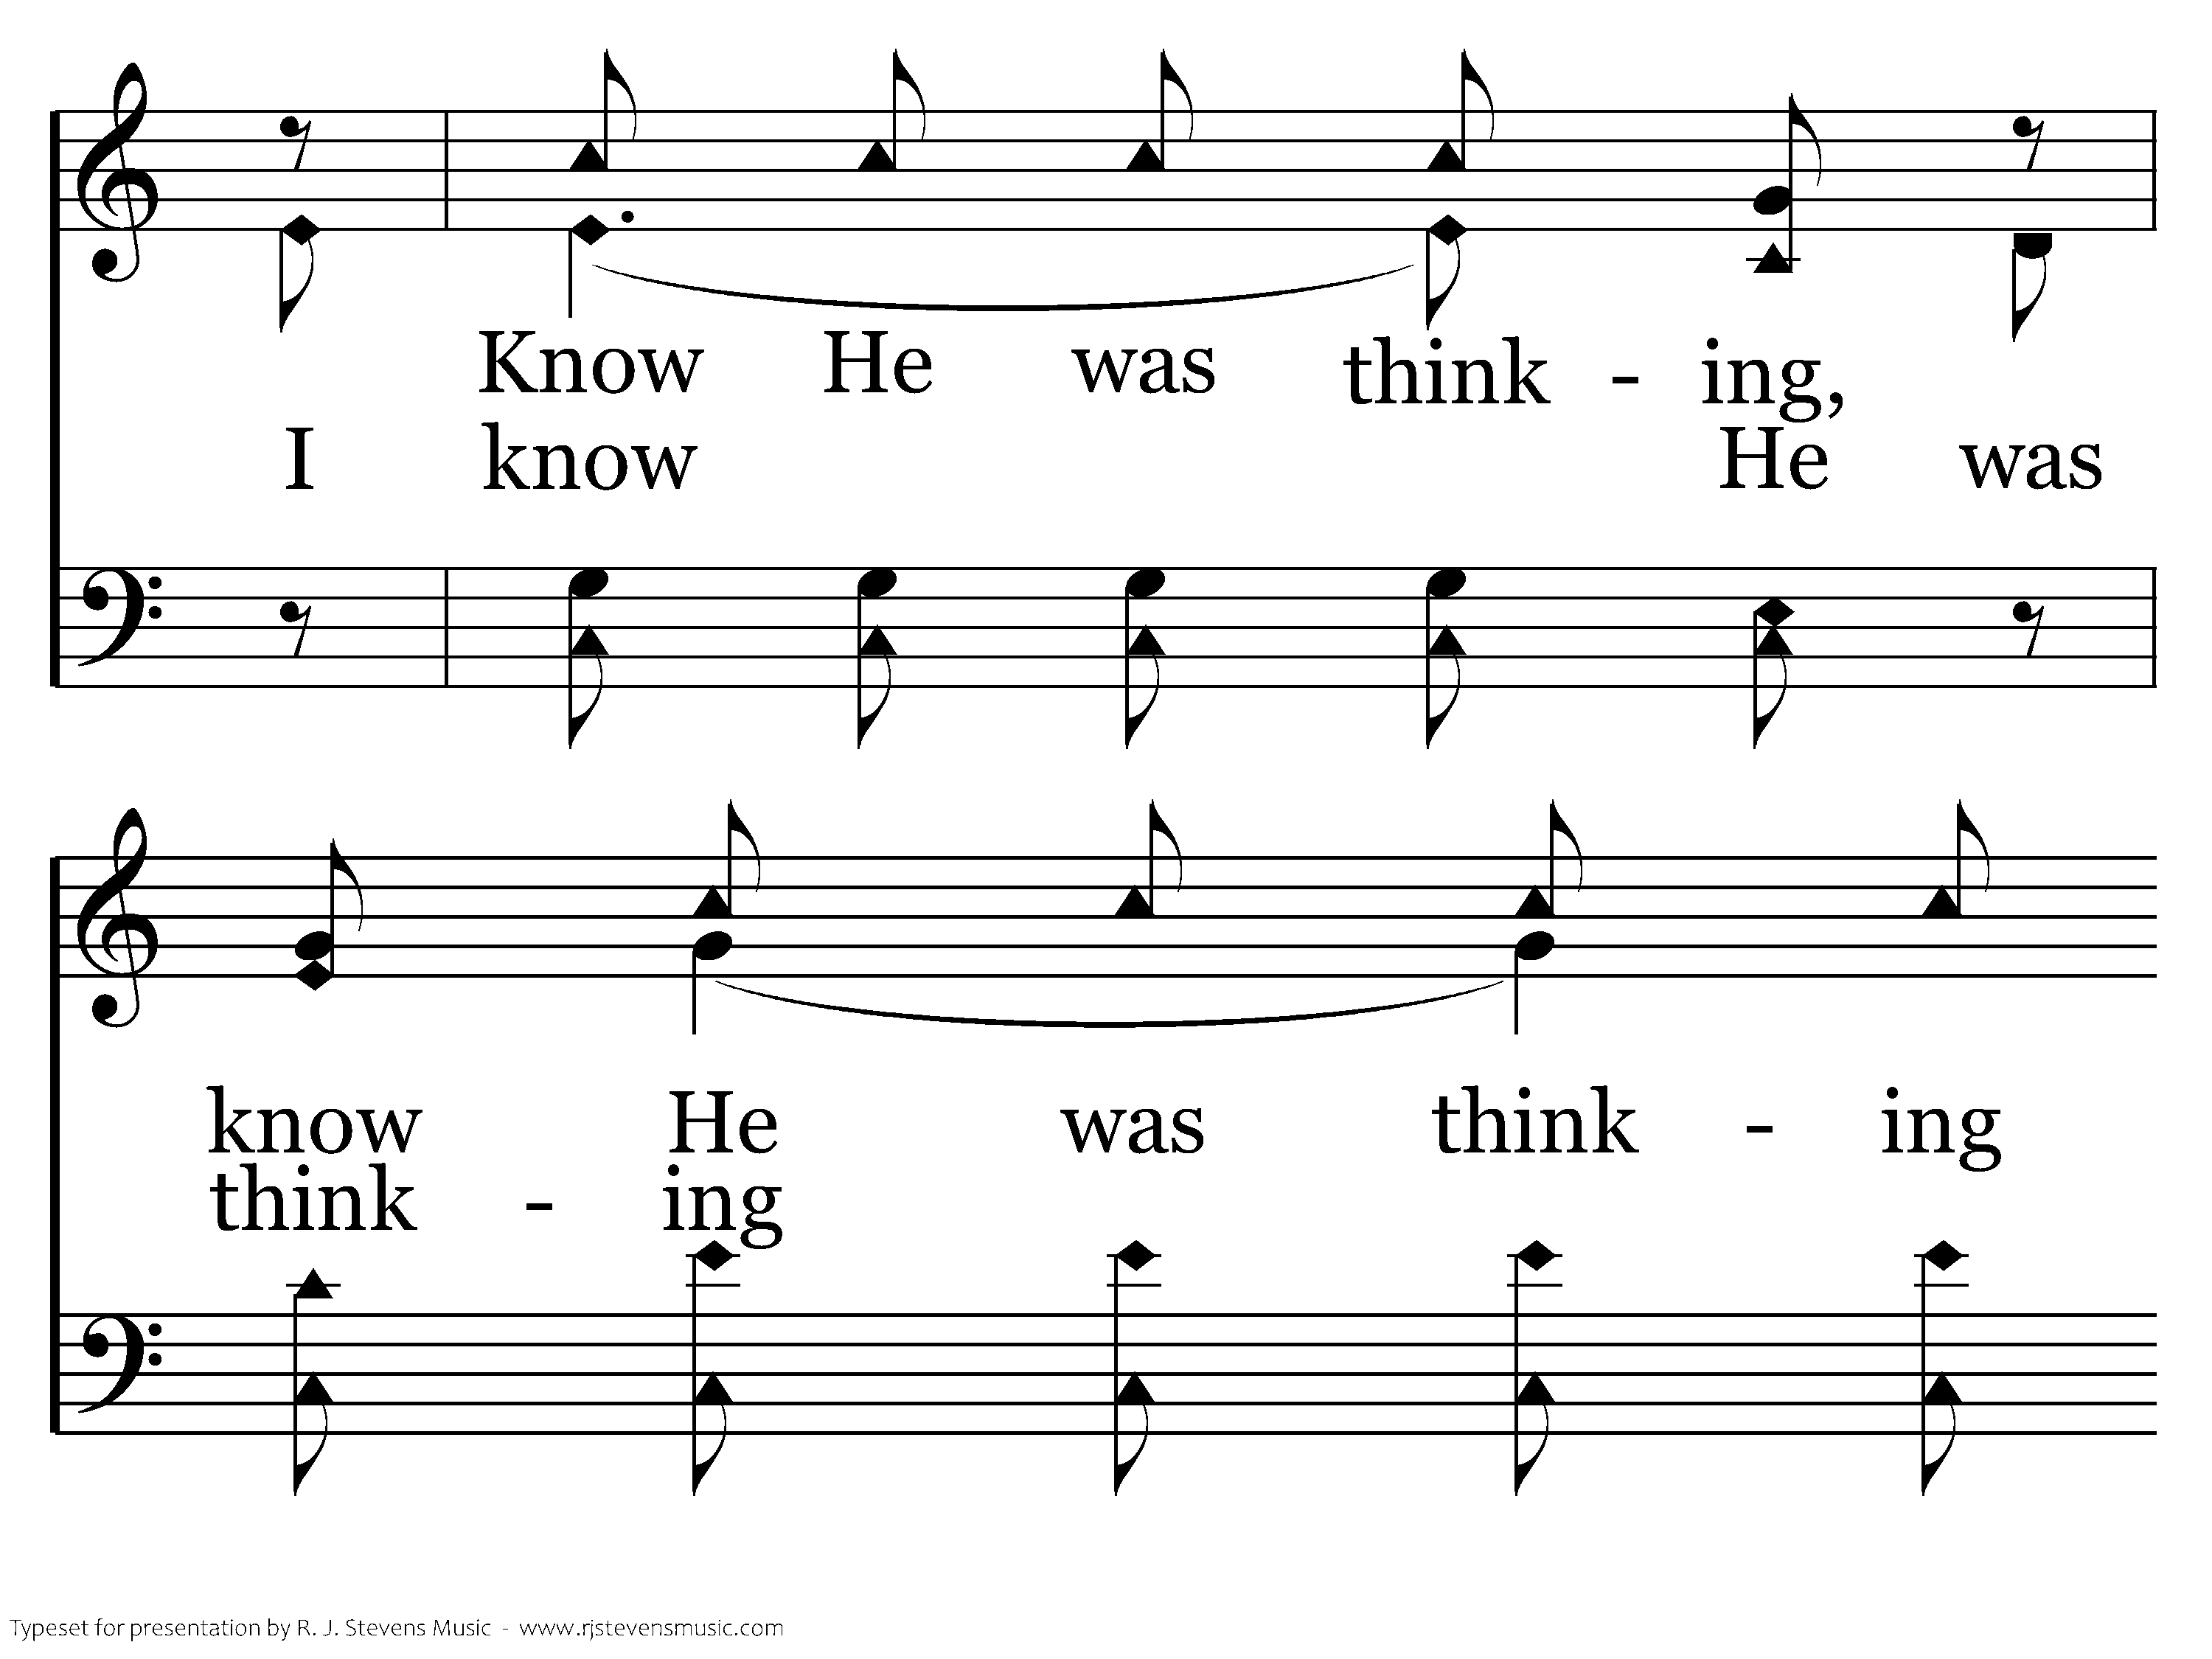 Know He was think - ing,
I know He was
know He was think - ing
think - ing
Typeset for presentation by R. J. Stevens Music - www.rjstevensmusic.com